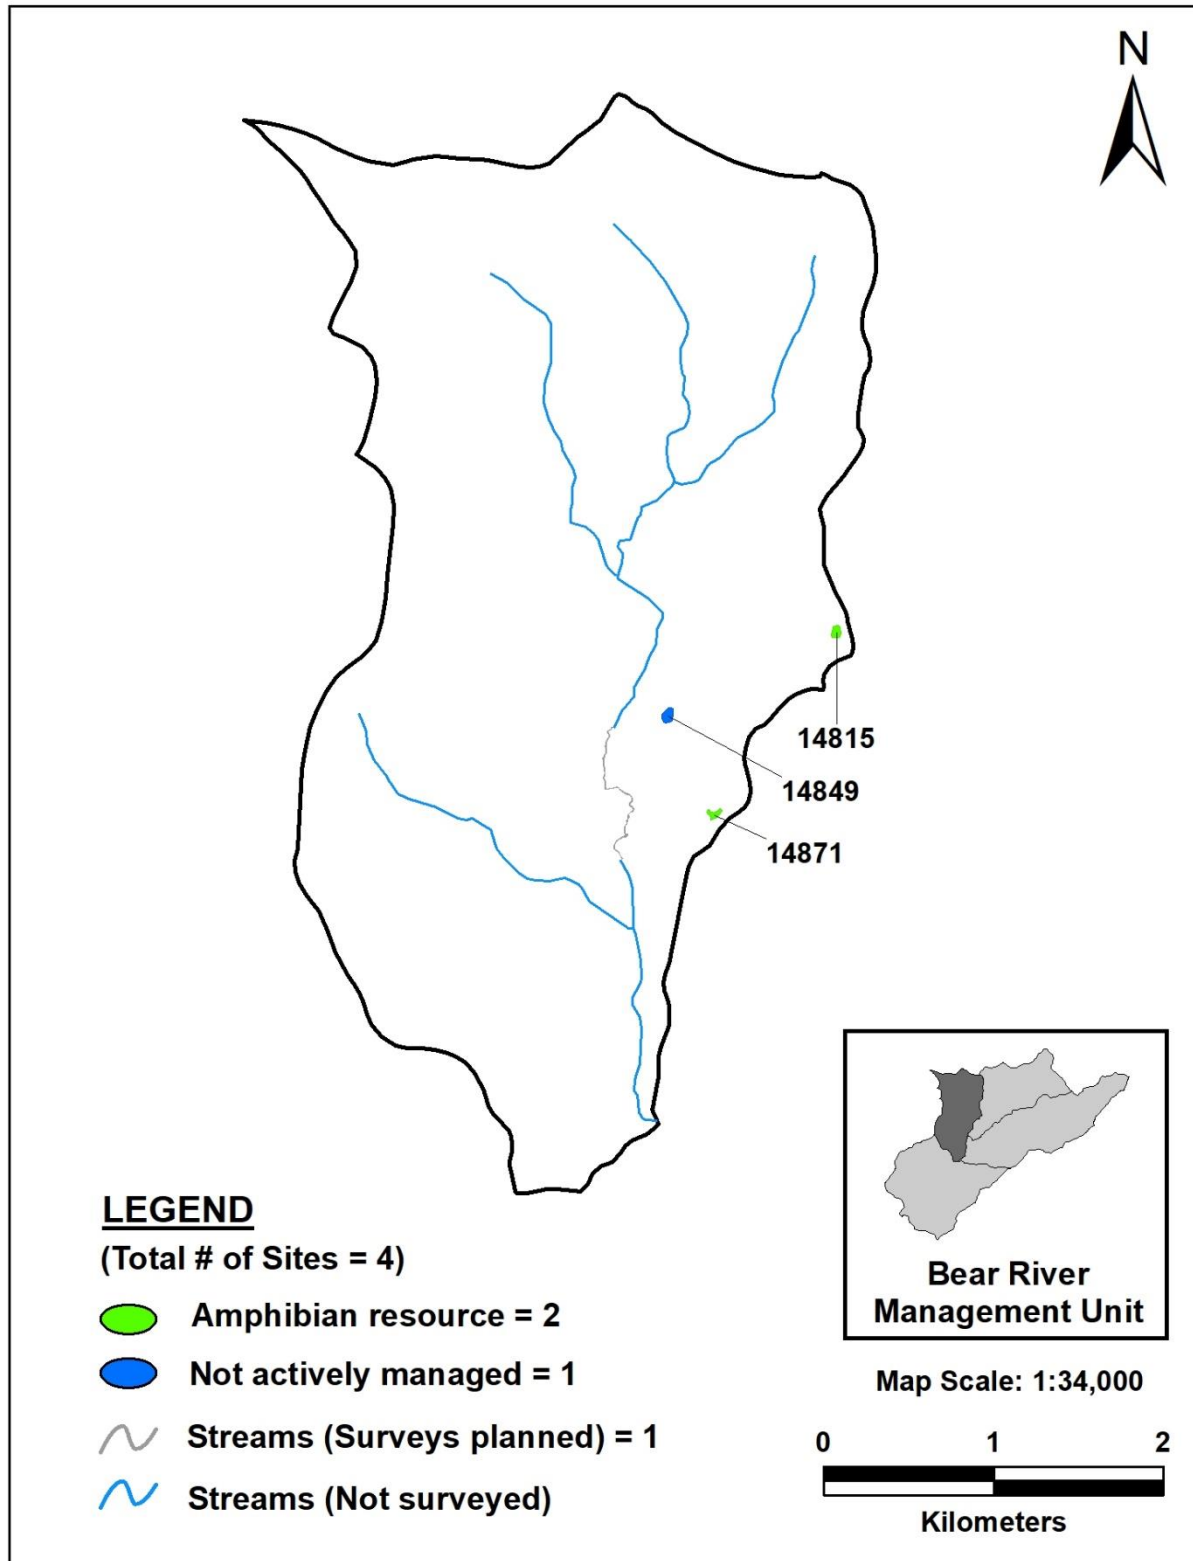 N
14815
14849
14871
LEGEND
(Total # of Sites = 4)
Amphibian resource = 2
Not actively managed = 1
Streams (Surveys planned) = 1
Streams (Not surveyed)
Bear River
Management Unit
Map Scale: 1:34,000
0 1 2
Kilometers